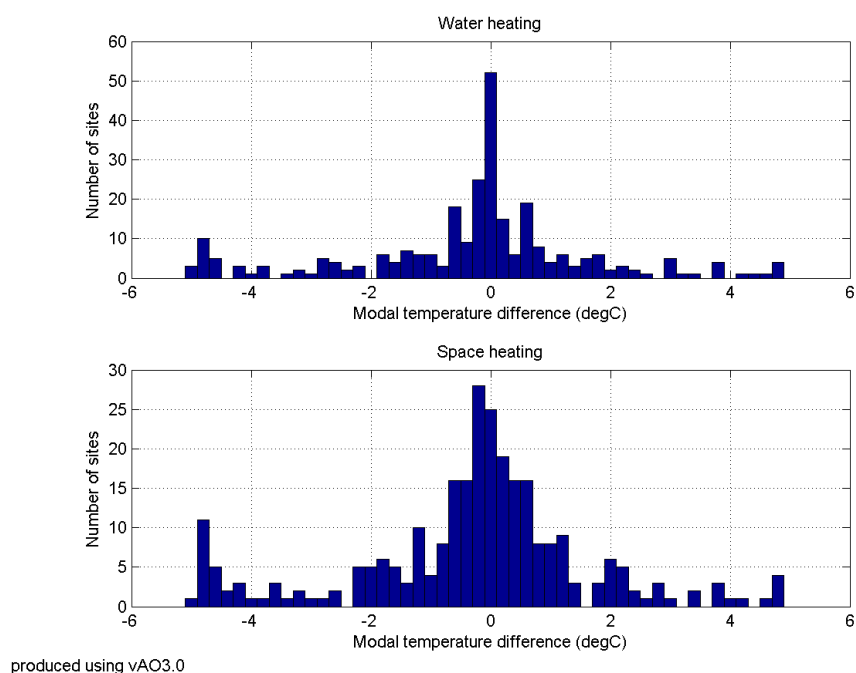 Water heating
60
50
40
30
20
10
0
Number of sites
-6 -4 -2 0 2 4 6
Modal temperature difference (degC)
Space heating
30
25
20
15
10
5
0
Number of sites
-6 -4 -2 0 2 4 6
Modal temperature difference (degC)
produced using vAO3.0